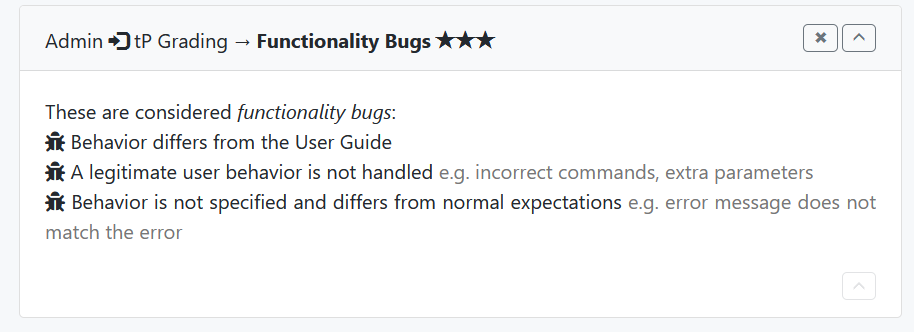 Admin tP Grading → Functionality Bugs ★★★
These are considered functionality bugs:
Behavior differs from the User Guide
A legitimate user behavior is not handled e.g. incorrect commands, extra parameters
Behavior is not specified and differs from normal expectations e.g. error message does not
match the error